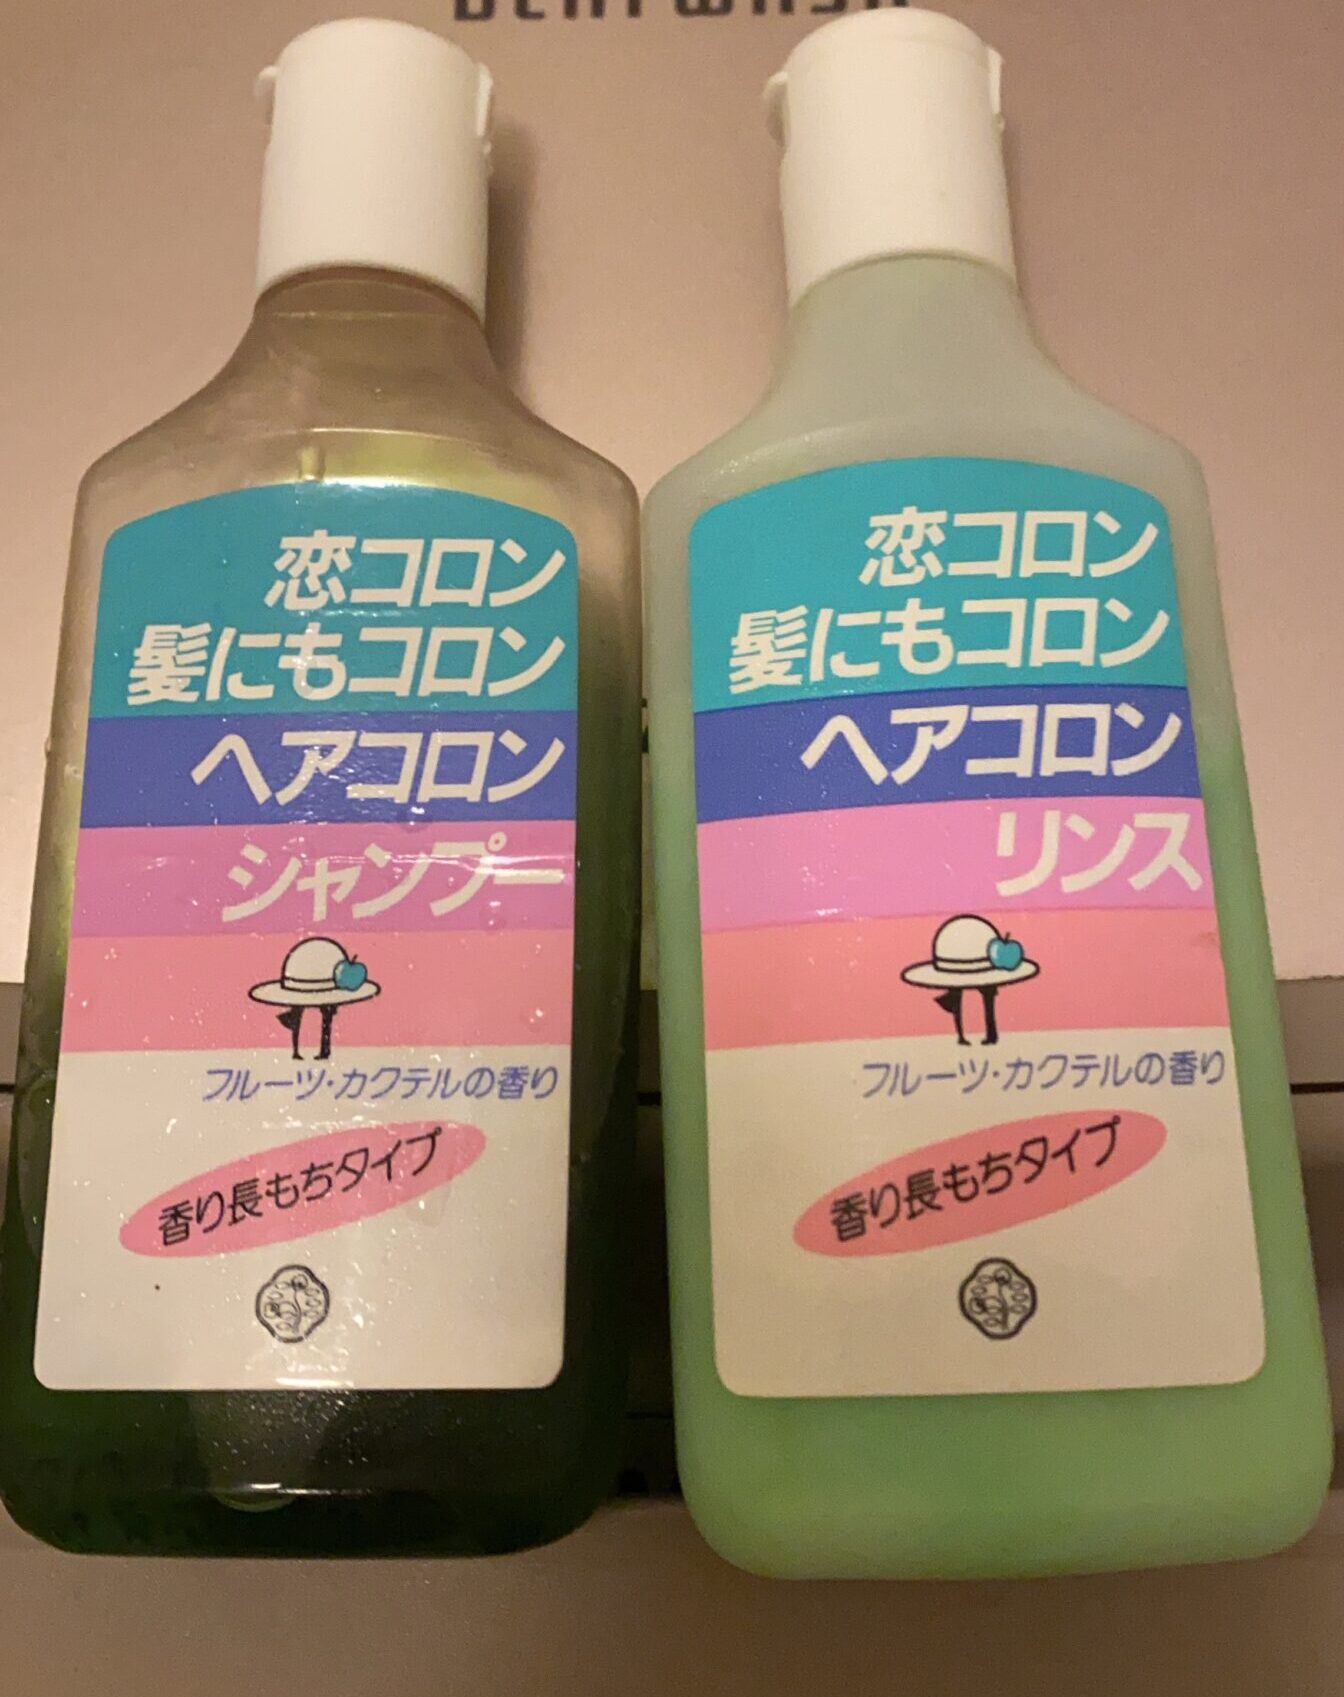 恋コロン
髪にもコロン
ヘアコロン
シャンプー
フルーツ・カクテルの香り
香り長もちタイプ
恋コロン
髪にもコロン
ヘアコロン
リンス
フルーツ・カクテルの香り
香り長もちタイプ